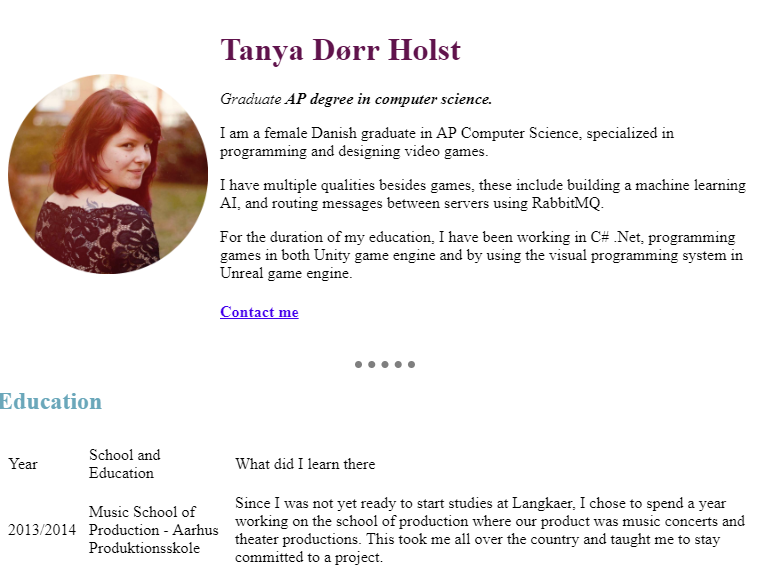 Tanya Dørr Holst
Graduate AP degree in computer science.
I am a female Danish graduate in AP Computer Science, specialized in
programming and designing video games.
I have multiple qualities besides games, these include building a machine learning
AI, and routing messages between servers using RabbitMQ.
For the duration of my education, I have been working in C# .Net, programming
games in both Unity game engine and by using the visual programming system in
Unreal game engine.
Contact me
Education
Year
School and
Education
What did I learn there
2013/2014
Music School of
Production - Aarhus
Produktionsskole
Since I was not yet ready to start studies at Langkaer, I chose to spend a year
working on the school of production where our product was music concerts and
theater productions. This took me all over the country and taught me to stay
committed to a project.